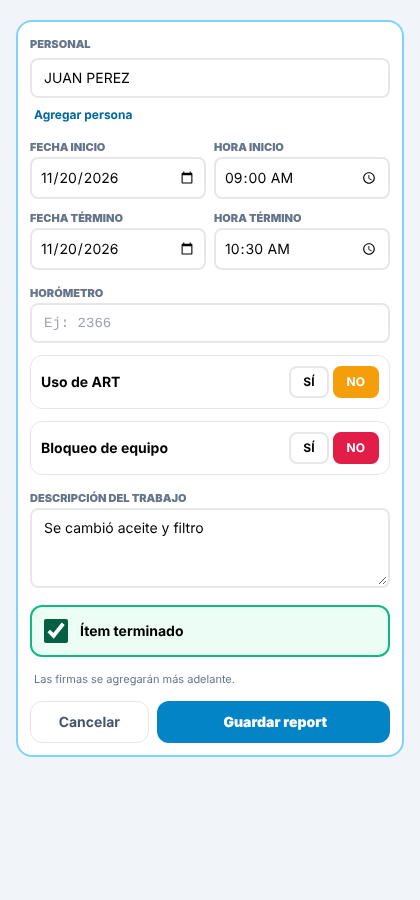 PERSONAL
JUAN PEREZ
Agregar persona
FECHA INICIO
HORA INICIO
11/20/2026
09:00 AM
FECHA TÉRMINO
HORA TÉRMINO
11/20/2026
10:30 AM
HORÓMETRO
Ej: 2366
Uso de ART
SÍ
NO
Bloqueo de equipo
SÍ
NO
DESCRIPCIÓN DEL TRABAJO
Se cambió aceite y filtro
Ítem terminado
Las firmas se agregarán más adelante.
Cancelar
Guardar report